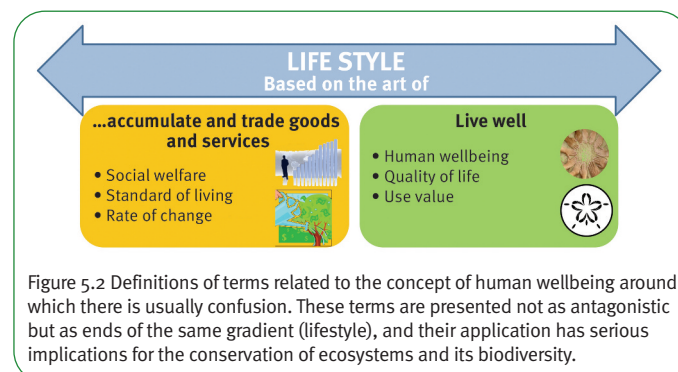 LIFE STYLE
Based on the art of
...accumulate and trade goods
and services
• Social welfare
• Standard of living
• Rate of change
Live well
• Human wellbeing
• Quality of life
• Use value
Figure 5.2 Definitions of terms related to the concept of human wellbeing around
which there is usually confusion. These terms are presented not as antagonistic
but as ends of the same gradient (lifestyle), and their application has serious
implications for the conservation of ecosystems and its biodiversity.